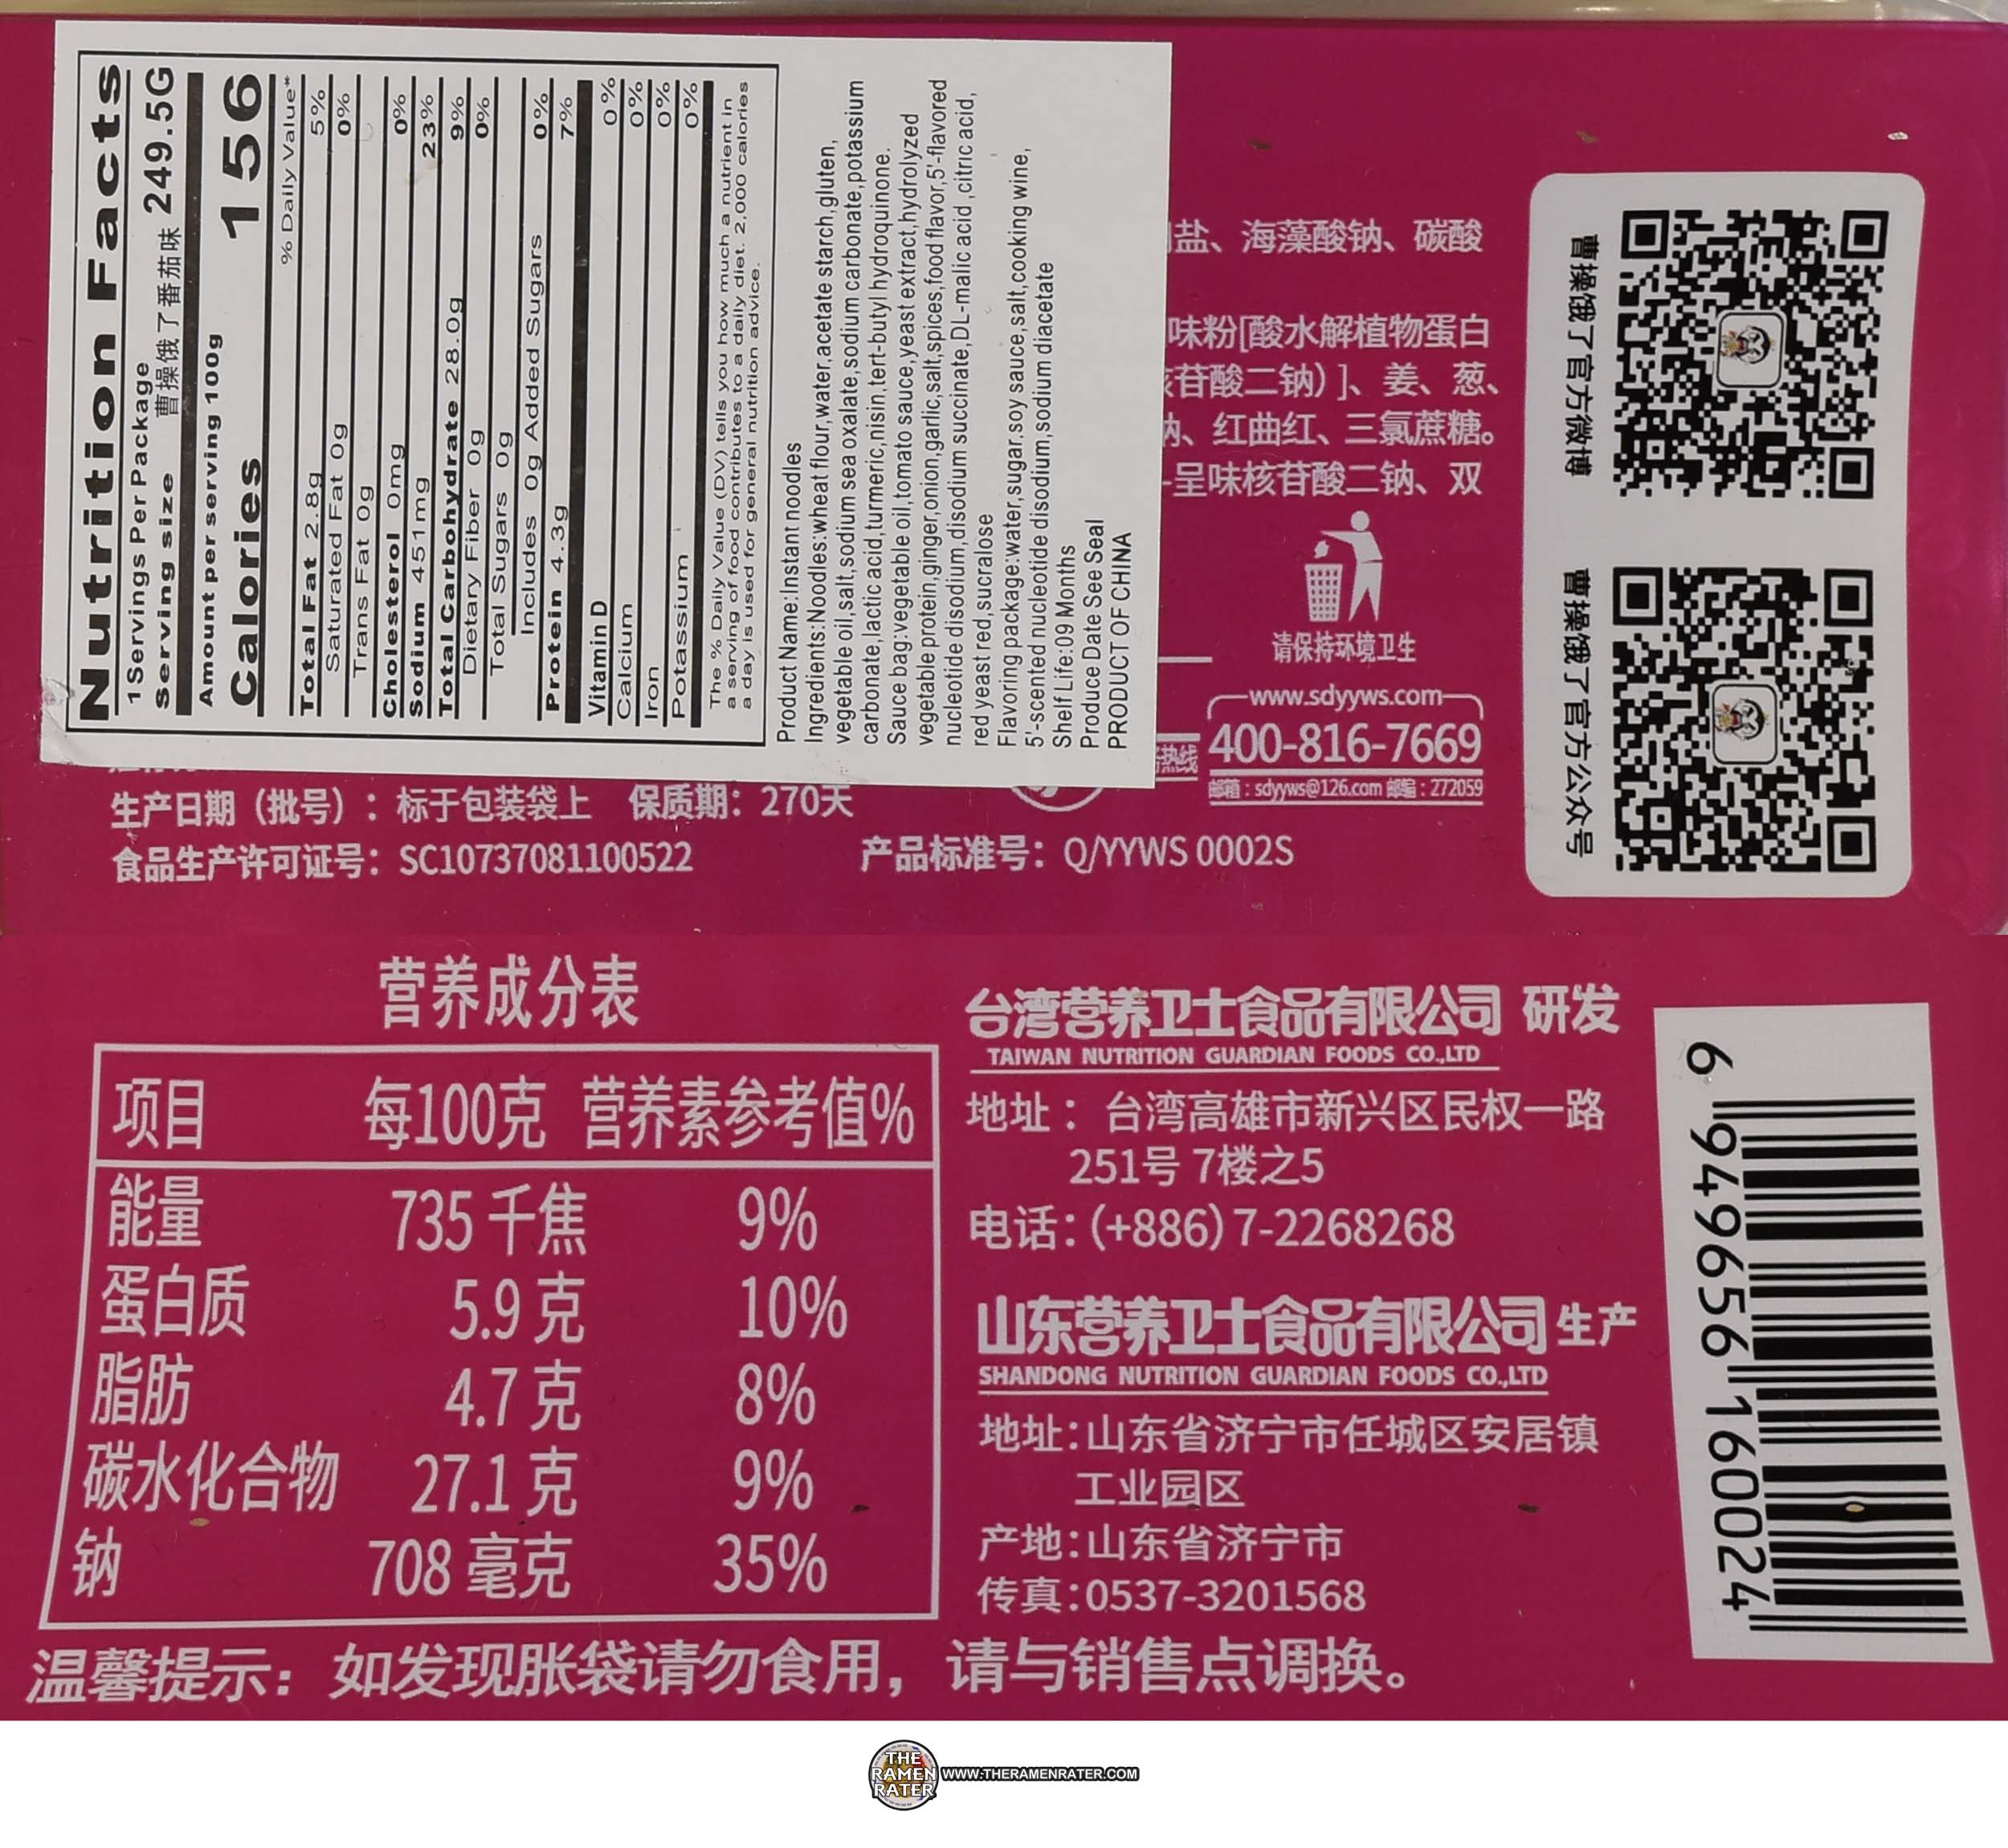 Nutrition Facts
1Servings Per Package
Serving size 曹操饿了番茄味 249.5G
Amount per serving 100g
Calories 156
% Daily Value*
Total Fat 2.8g 5%
Saturated Fat 0g 0%
Trans Fat 0g
Cholesterol 0mg 0%
Sodium 451mg 23%
Total Carbohydrate 28.0g 9%
Dietary Fiber 0g 0%
Total Sugars 0g
Includes 0g Added Sugars 0%
Protein 4.3g 7%
Vitamin D 0%
Calcium 0%
Iron 0%
Potassium 0%
The % Daily Value (DV) tells you how much a nutrient in
a serving of food contributes to a daily diet. 2,000 calories
a day is used for general nutrition advice.
Product Name:Instant noodles
Ingredients:Noodles:wheat flour,water,acetate starch,gluten,
vegetable oil,salt,sodium sea oxalate,sodium carbonate,potassium
carbonate,lactic acid,turmeric,nisin,tert-butyl hydroquinone.
Sauce bag:vegetable oil,tomato sauce,yeast extract,hydrolyzed
vegetable protein,ginger,onion,garlic,salt,spices,food flavor,5'-flavored
nucleotide disodium,disodium succinate,DL-malic acid,citric acid,
red yeast red,sucralose
Flavoring package:water,sugar,soy sauce,salt,cooking wine,
5'-scented nucleotide disodium,sodium diacetate
Shelf Life:09 Months
Produce Date See Seal
PRODUCT OF CHINA
盐、海藻酸钠、碳酸
味粉[酸水解植物蛋白
苷酸二钠)]、姜、葱、
、红曲红、三氯蔗糖。
-呈味核苷酸二钠、双
请保持环境卫生
www.sdyyws.com
热线 400-816-7669
邮箱：sdyyws@126.com 邮编：272059
曹操饿了官方微博
曹操饿了官方公众号
生产日期（批号）：标于包装袋上 保质期：270天
食品生产许可证号：SC10737081100522 产品标准号：Q/YYWS 0002S
营养成分表
项目 每100克 营养素参考值%
能量 735 千焦 9%
蛋白质 5.9 克 10%
脂肪 4.7 克 8%
碳水化合物 27.1 克 9%
钠 708 毫克 35%
台湾营养卫士食品有限公司 研发
TAIWAN NUTRITION GUARDIAN FOODS CO.,LTD
地址：台湾高雄市新兴区民权一路
251号 7楼之5
电话：(+886)7-2268268
山东营养卫士食品有限公司 生产
SHANDONG NUTRITION GUARDIAN FOODS CO.,LTD
地址:山东省济宁市任城区安居镇
工业园区
产地:山东省济宁市
传真:0537-3201568
6 949656 160024
温馨提示：如发现胀袋请勿食用，请与销售点调换。
THE
RAMEN
RATER
WWW.THERAMENRATER.COM